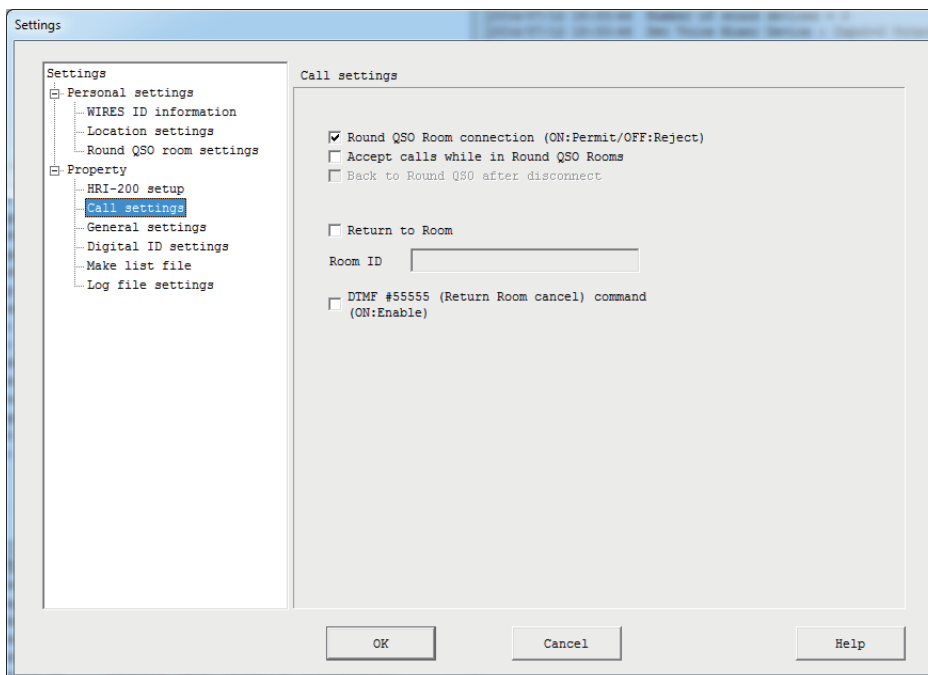 Settings
Settings
Personal settings
WIRES ID information
Location settings
Round QSO room settings
Property
HRI-200 setup
Call settings
General settings
Digital ID settings
Make list file
Log file settings
Call settings
Round QSO Room connection (ON:Permit/OFF:Reject)
Accept calls while in Round QSO Rooms
Back to Round QSO after disconnect
Return to Room
Room ID
DTMF #55555 (Return Room cancel) command
(ON:Enable)
OK
Cancel
Help